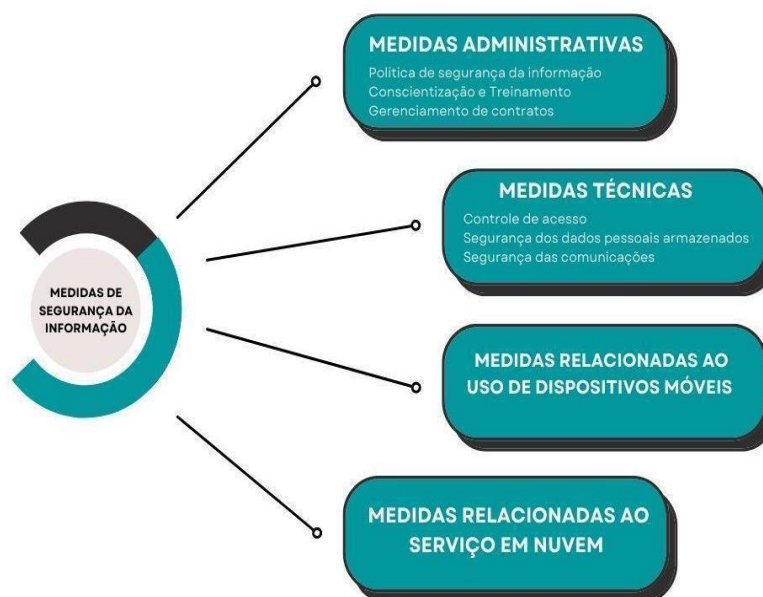 MEDIDAS DE
SEGURANÇA DA
INFORMAÇÃO
MEDIDAS ADMINISTRATIVAS
Política de segurança da informação
Conscientização e Treinamento
Gerenciamento de contratos
MEDIDAS TÉCNICAS
Controle de acesso
Segurança dos dados pessoais armazenados
Segurança das comunicações
MEDIDAS RELACIONADAS AO
USO DE DISPOSITIVOS MÓVEIS
MEDIDAS RELACIONADAS AO
SERVIÇO EM NUVEM